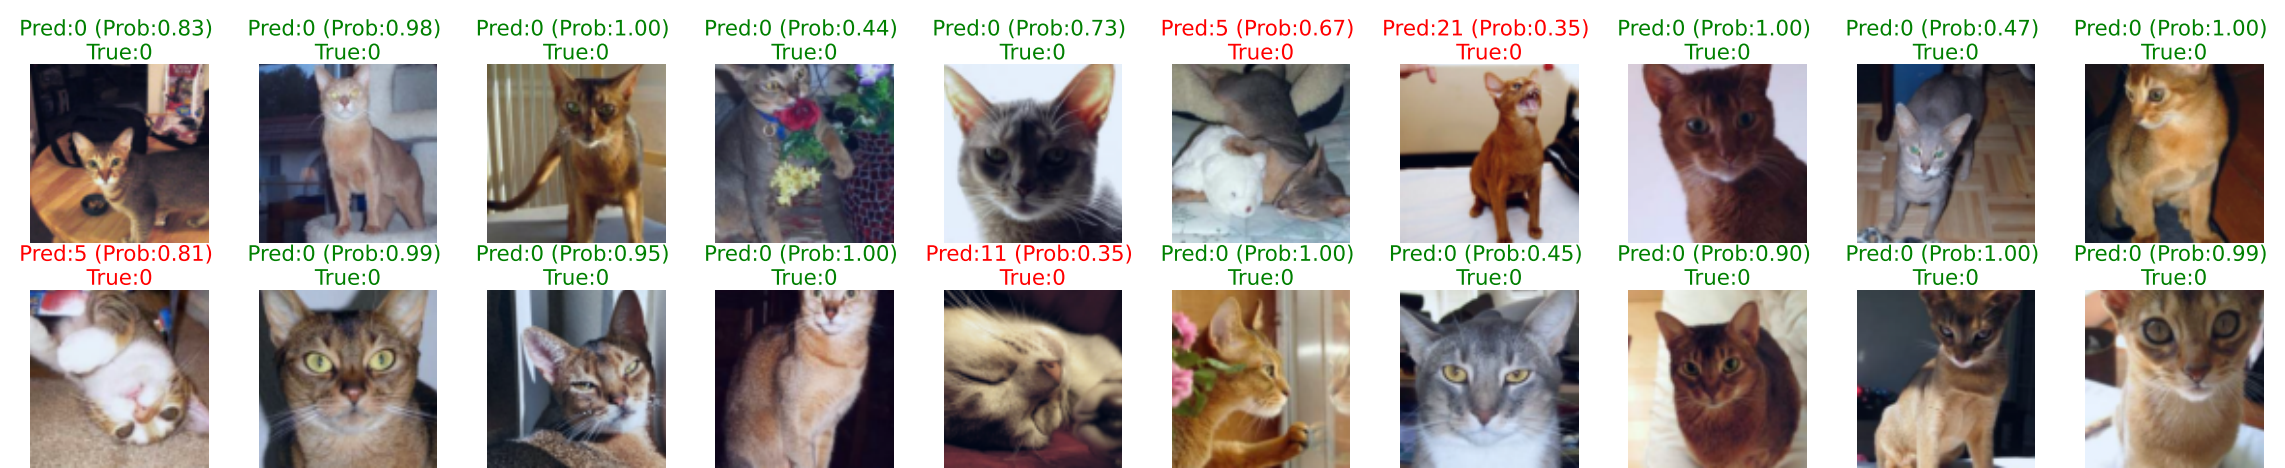 Pred:0 (Prob:0.83) Pred:0 (Prob:0.98) Pred:0 (Prob:1.00) Pred:0 (Prob:0.44) Pred:0 (Prob:0.73) Pred:5 (Prob:0.67) Pred:21 (Prob:0.35) Pred:0 (Prob:1.00) Pred:0 (Prob:0.47) Pred:0 (Prob:1.00)
True:0 True:0 True:0 True:0 True:0 True:0 True:0 True:0 True:0 True:0
Pred:5 (Prob:0.81) Pred:0 (Prob:0.99) Pred:0 (Prob:0.95) Pred:0 (Prob:1.00) Pred:11 (Prob:0.35) Pred:0 (Prob:1.00) Pred:0 (Prob:0.45) Pred:0 (Prob:0.90) Pred:0 (Prob:1.00) Pred:0 (Prob:0.99)
True:0 True:0 True:0 True:0 True:0 True:0 True:0 True:0 True:0 True:0